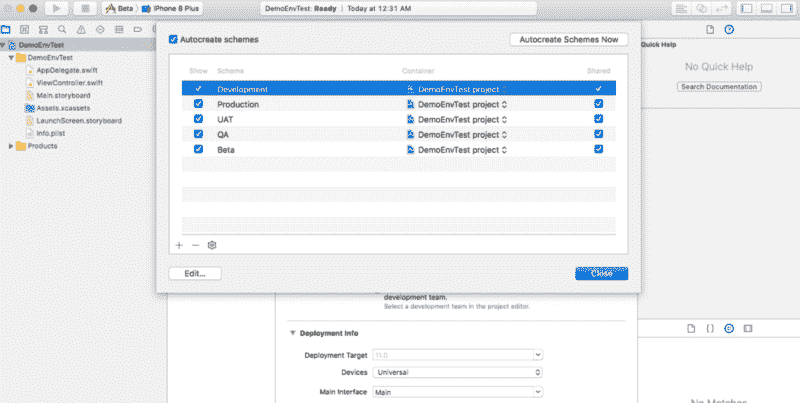 Beta
iPhone 8 Plus
DemoEnvTest: Ready | Today at 12:31 AM
DemoEnvTest
DemoEnvTest
AppDelegate.swift
ViewController.swift
Main.storyboard
Assets.xcassets
LaunchScreen.storyboard
Info.plist
Products
Autocreate schemes
Autocreate Schemes Now
Show Scheme Container Shared
Development DemoEnvTest project
Production DemoEnvTest project
UAT DemoEnvTest project
QA DemoEnvTest project
Beta DemoEnvTest project
Edit...
Close
Quick Help
No Quick Help
Search Documentation
development team.
Select a development team in the project editor.
Deployment Info
Deployment Target 11.0
Devices Universal
Main Interface Main
No Matches